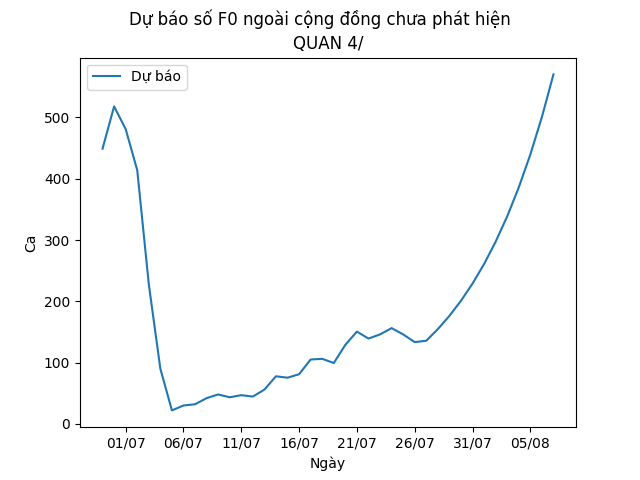 Dự báo số F0 ngoài cộng đồng chưa phát hiện
QUAN 4/
Dự báo
500
400
300
200
100
0
Ca
01/07 06/07 11/07 16/07 21/07 26/07 31/07 05/08
Ngày